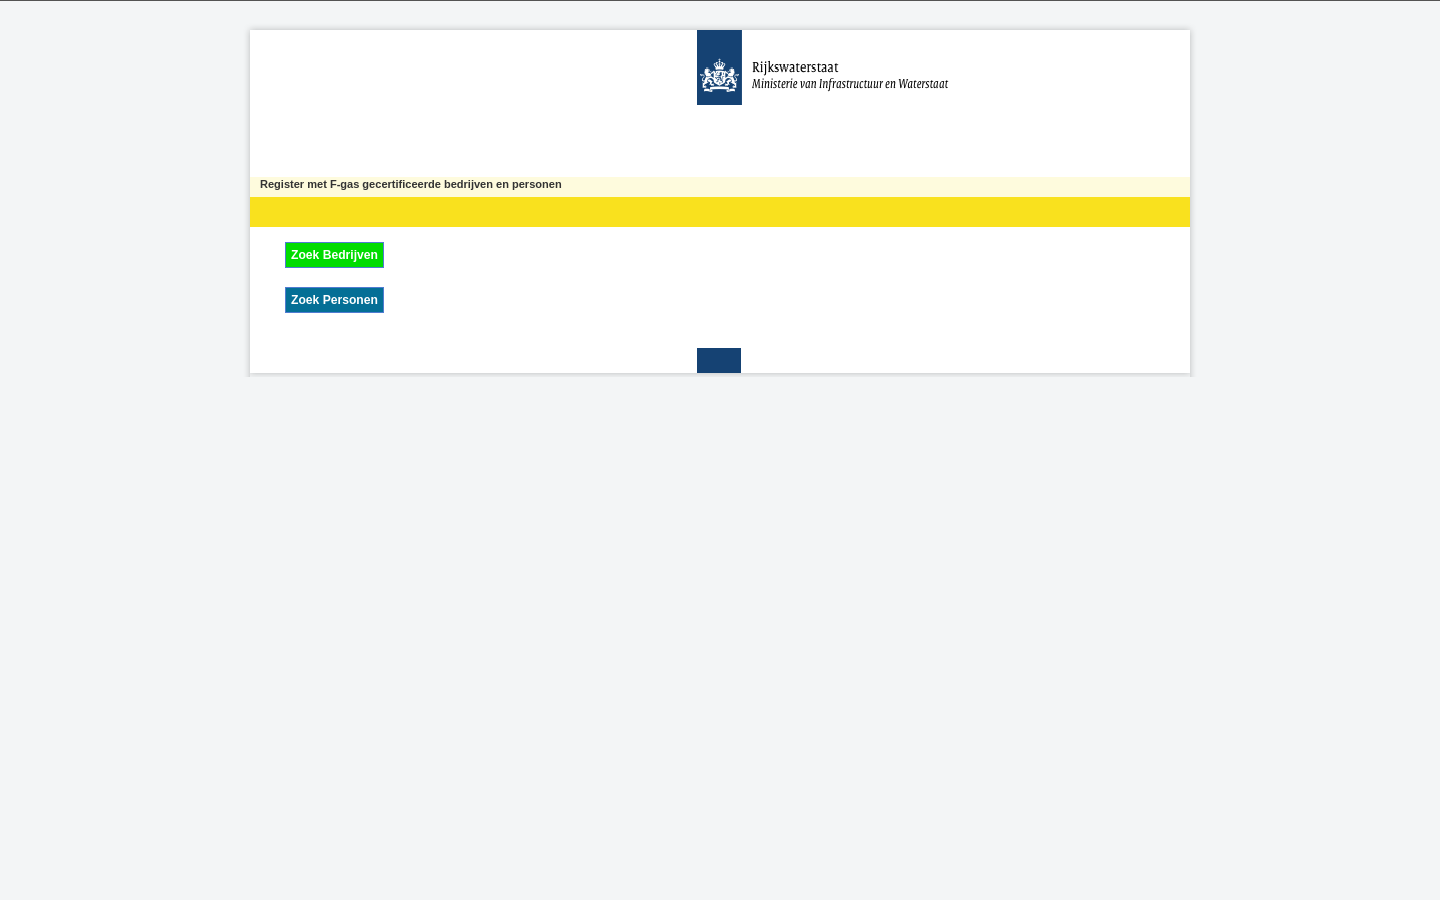 Rijkswaterstaat
Ministerie van Infrastructuur en Waterstaat
Register met F-gas gecertificeerde bedrijven en personen
Zoek Bedrijven
Zoek Personen